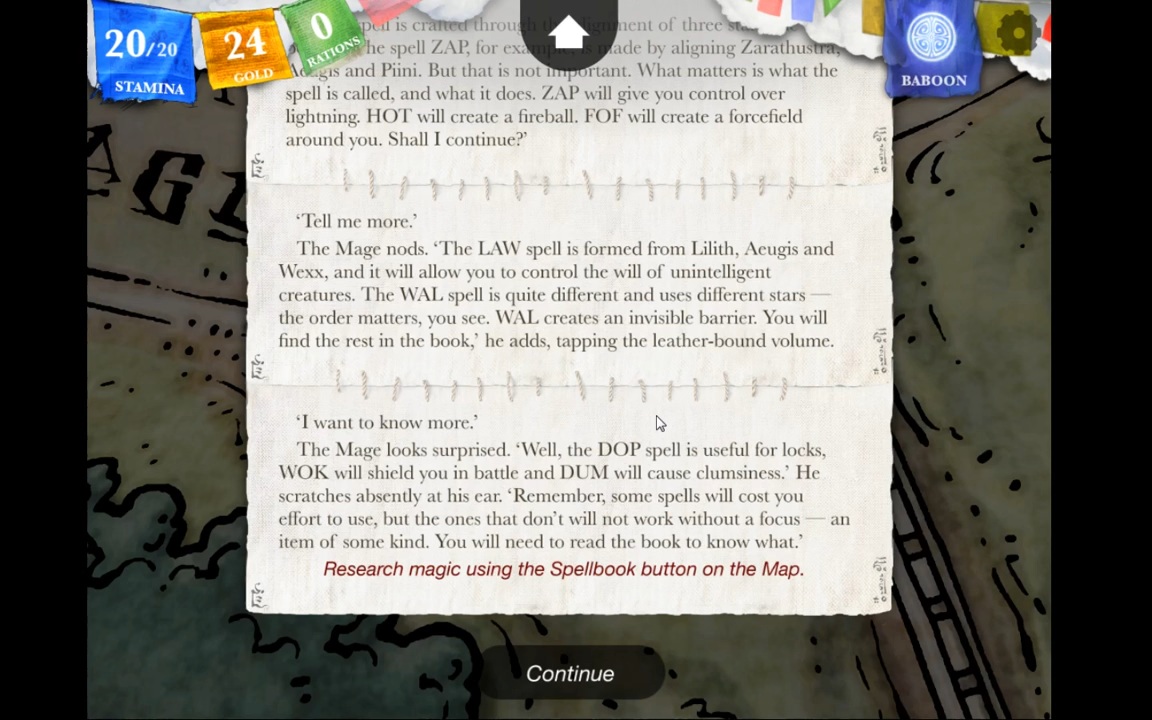 20/20
STAMINA
24
GOLD
0
RATIONS
BABOON
spell is crafted through the alignment of three
he spell ZAP, for example, is made by aligning Zarathustra,
and Piini. But that is not important. What matters is what the
spell is called, and what it does. ZAP will give you control over
lightning. HOT will create a fireball. FOF will create a forcefield
around you. Shall I continue?’
‘Tell me more.’
The Mage nods. ‘The LAW spell is formed from Lilith, Aeugis and
Wexx, and it will allow you to control the will of unintelligent
creatures. The WAL spell is quite different and uses different stars —
the order matters, you see. WAL creates an invisible barrier. You will
find the rest in the book,’ he adds, tapping the leather-bound volume.
‘I want to know more.’
The Mage looks surprised. ‘Well, the DOP spell is useful for locks,
WOK will shield you in battle and DUM will cause clumsiness.’ He
scratches absently at his ear. ‘Remember, some spells will cost you
effort to use, but the ones that don’t will not work without a focus — an
item of some kind. You will need to read the book to know what.’
Research magic using the Spellbook button on the Map.
Continue